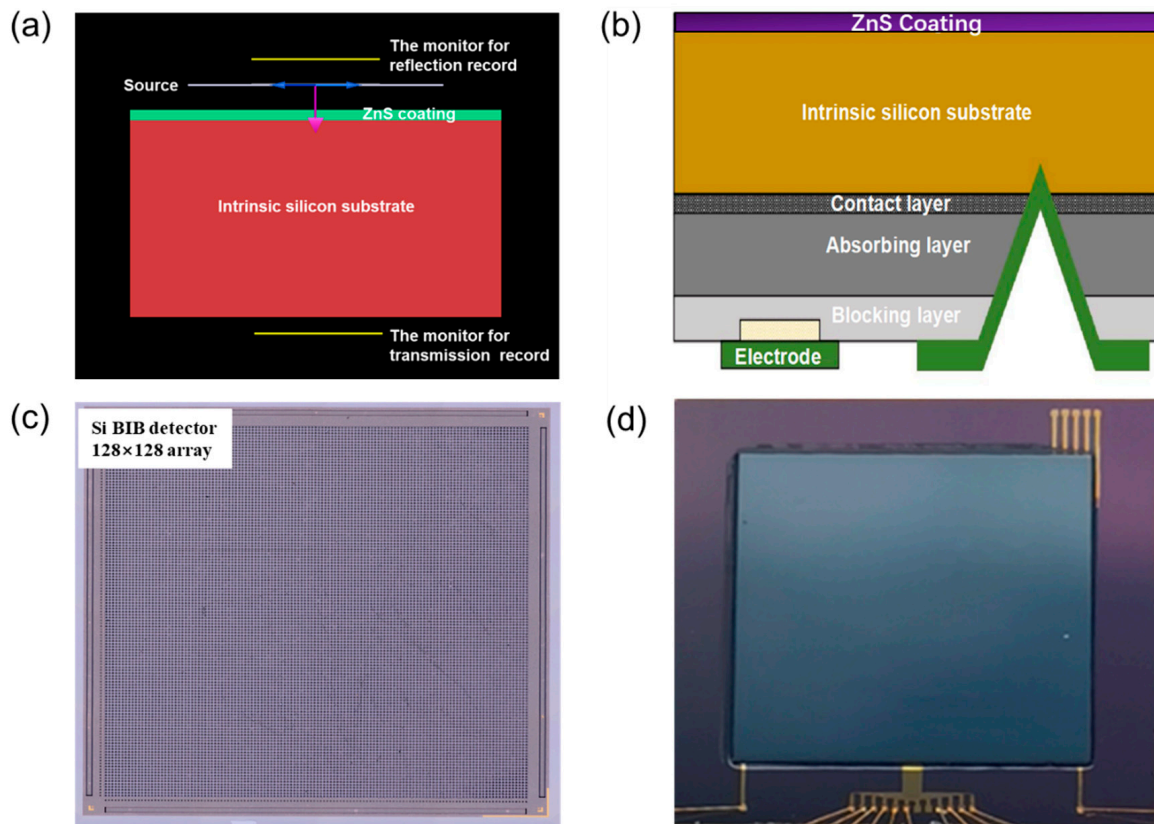 (a)
The monitor for
reflection record
Source
ZnS coating
Intrinsic silicon substrate
The monitor for
transmission record
(b)
ZnS Coating
Intrinsic silicon substrate
Contact layer
Absorbing layer
Blocking layer
Electrode
(c)
Si BIB detector
128×128 array
(d)